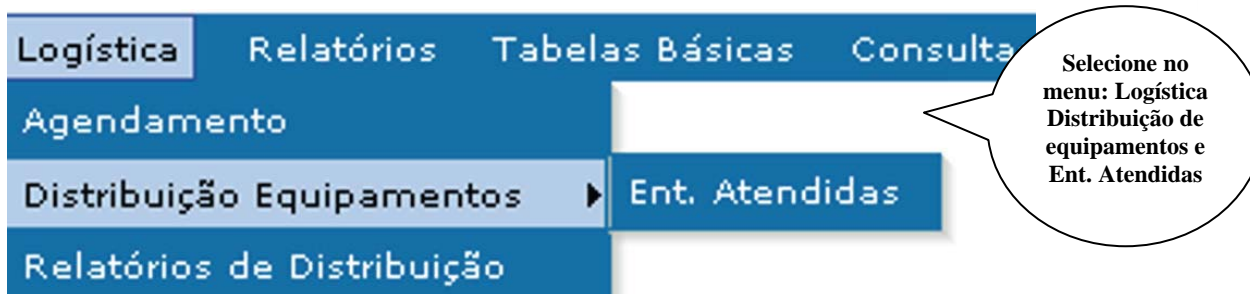 Logística Relatórios Tabelas Básicas Consulta
Agendamento
Distribuição Equipamentos Ent. Atendidas
Relatórios de Distribuição
Selecione no
menu: Logística
Distribuição de
equipamentos e
Ent. Atendidas